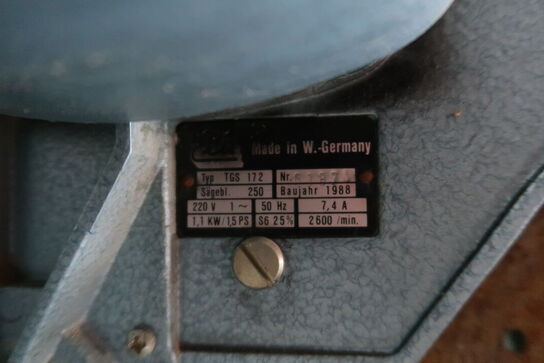 Made in W.-Germany
Typ TGS 172 Nr.
Sägebl. 250 Baujahr 1988
220 V 1~ 50 Hz 7,4 A
1,1 KW/1,5 PS S6 25% 2600/min.